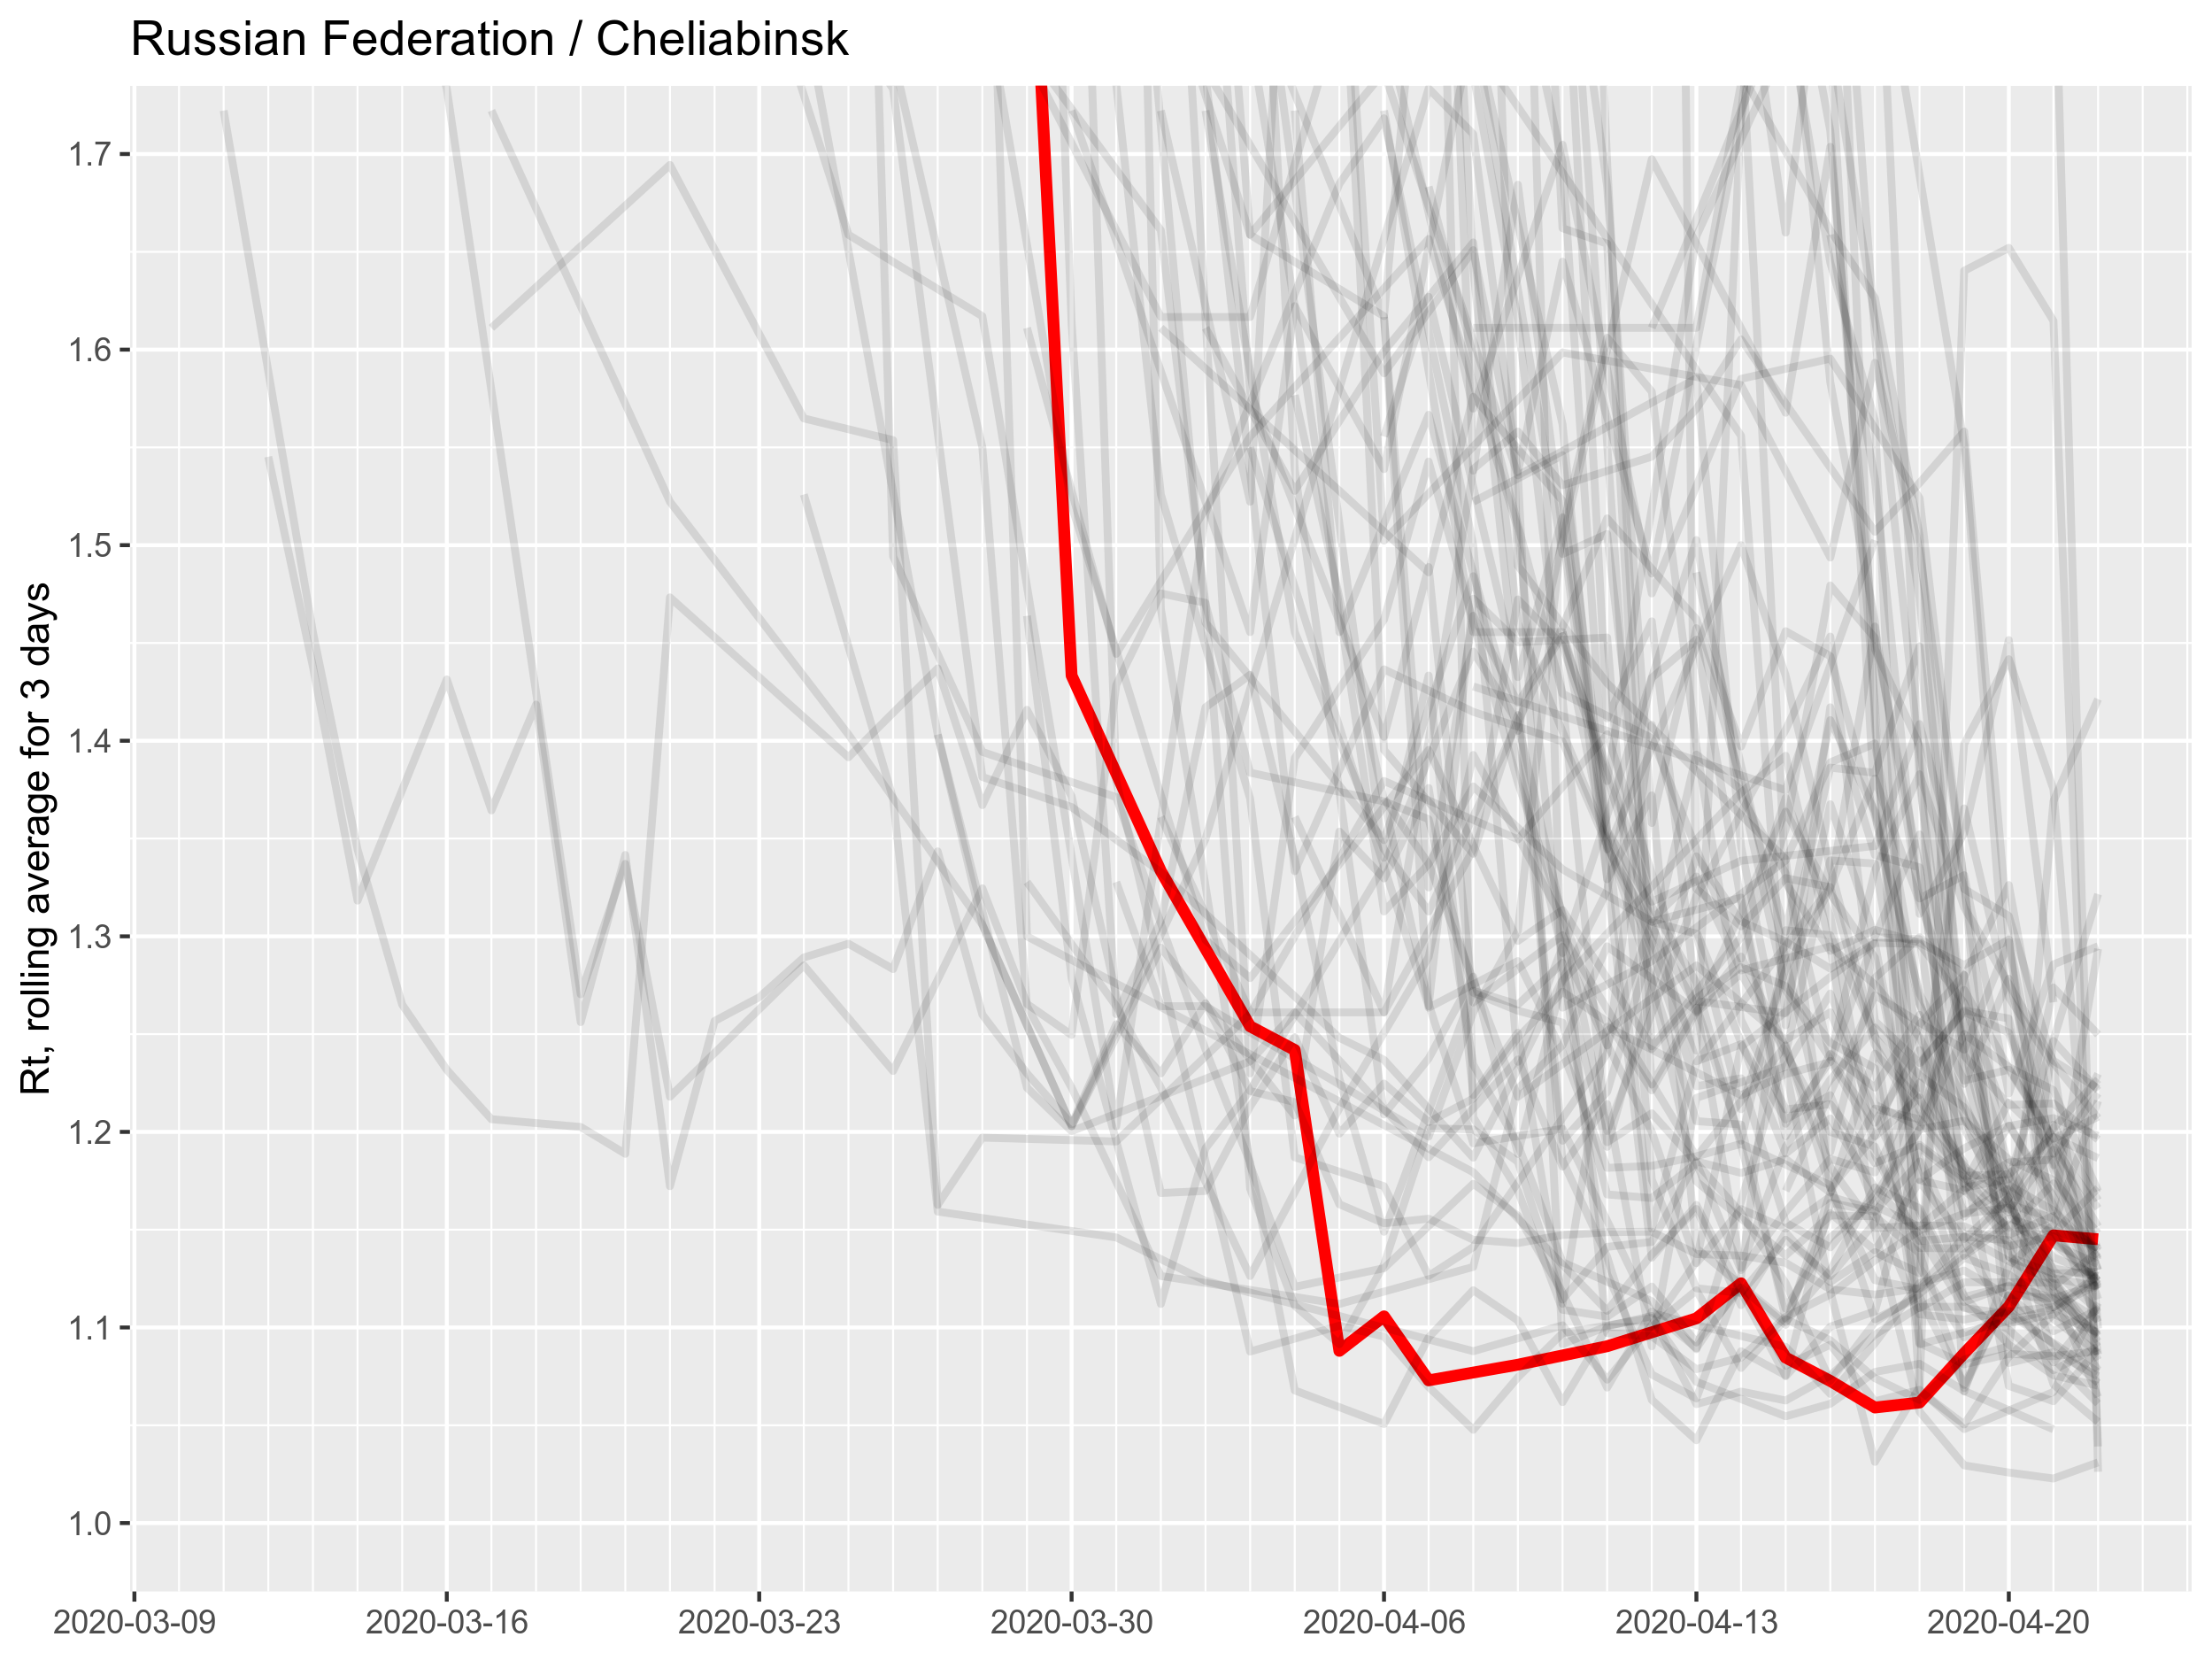 Russian Federation / Cheliabinsk
Rt, rolling average for 3 days
1.7
1.6
1.5
1.4
1.3
1.2
1.1
1.0
2020-03-09 2020-03-16 2020-03-23 2020-03-30 2020-04-06 2020-04-13 2020-04-20